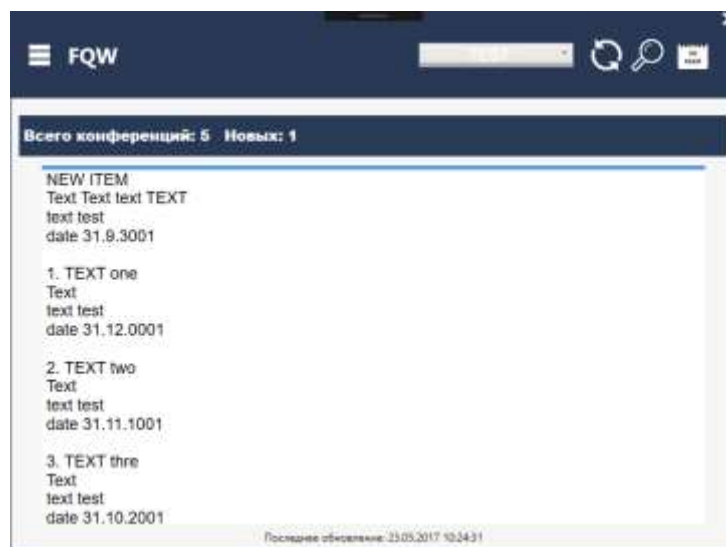 FQW
Всего конференций: 5 Новых: 1
NEW ITEM
Text Text text TEXT
text test
date 31.9.3001
1. TEXT one
Text
text test
date 31.12.0001
2. TEXT two
Text
text test
date 31.11.1001
3. TEXT thre
Text
text test
date 31.10.2001
Последнее обновление: 23.05.2017 10:24:31